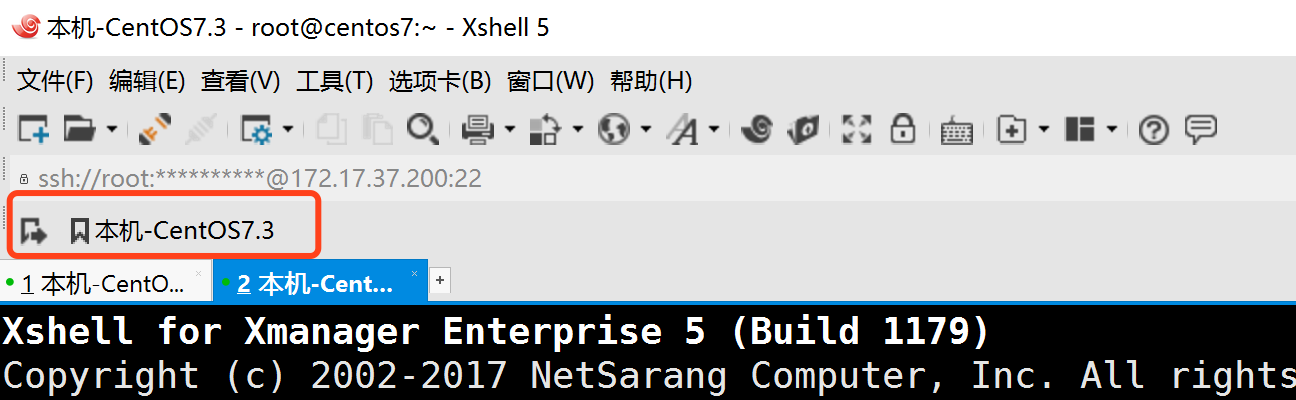 本机-CentOS7.3 - root@centos7:~ - Xshell 5
文件(F) 编辑(E) 查看(V) 工具(T) 选项卡(B) 窗口(W) 帮助(H)
ssh://root:**********@172.17.37.200:22
本机-CentOS7.3
1 本机-CentO... 2 本机-Cent... +
Xshell for Xmanager Enterprise 5 (Build 1179)
Copyright (c) 2002-2017 NetSarang Computer, Inc. All rights